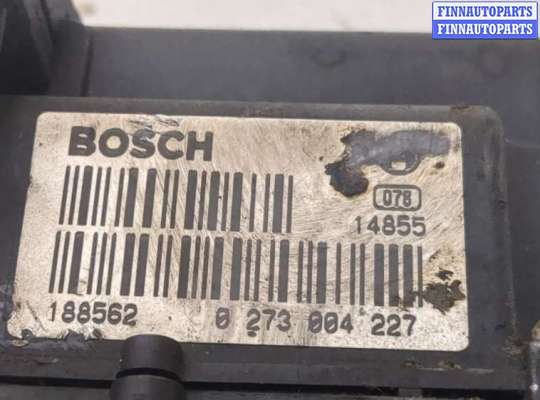 FINNAUTOPARTS
FINNAUTOPARTS
BOSCH
078
14855
188562 0 273 004 227